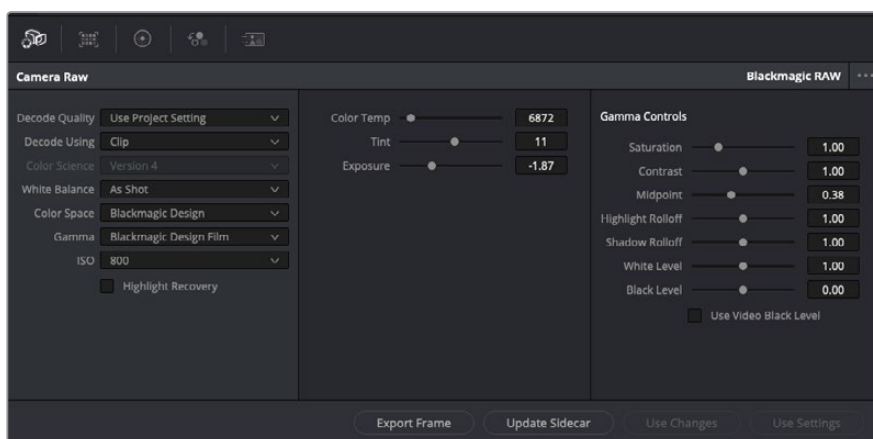 Camera Raw
Blackmagic RAW
Decode Quality Use Project Setting
Decode Using Clip
Color Science Version 4
White Balance As Shot
Color Space Blackmagic Design
Gamma Blackmagic Design Film
ISO 800
Highlight Recovery
Color Temp 6872
Tint 11
Exposure -1.87
Gamma Controls
Saturation 1.00
Contrast 1.00
Midpoint 0.38
Highlight Rolloff 1.00
Shadow Rolloff 1.00
White Level 1.00
Black Level 0.00
Use Video Black Level
Export Frame
Update Sidecar
Use Changes
Use Settings